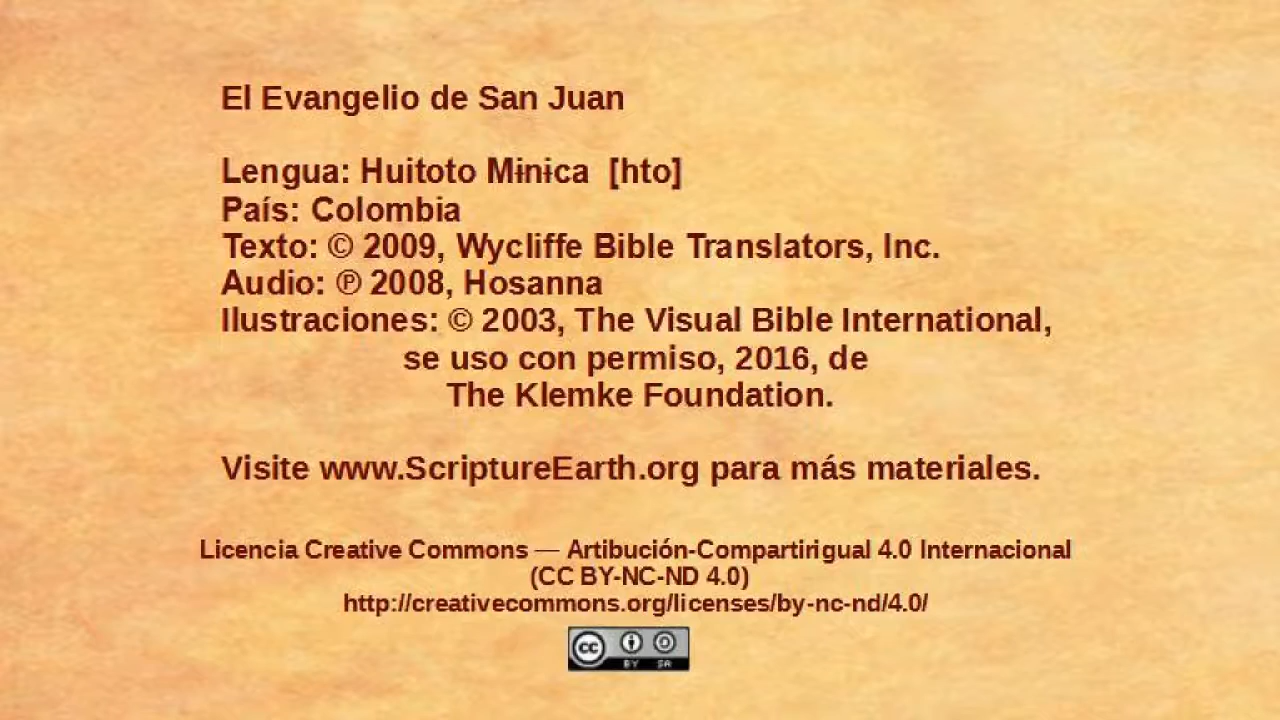 El Evangelio de San Juan
Lengua: Huitoto Mɨnɨca [hto]
País: Colombia
Texto: © 2009, Wycliffe Bible Translators, Inc.
Audio: ℗ 2008, Hosanna
Ilustraciones: © 2003, The Visual Bible International,
se uso con permiso, 2016, de
The Klemke Foundation.
Visite www.ScriptureEarth.org para más materiales.
Licencia Creative Commons — Artibución-Compartirigual 4.0 Internacional
(CC BY-NC-ND 4.0)
http://creativecommons.org/licenses/by-nc-nd/4.0/
cc BY SA